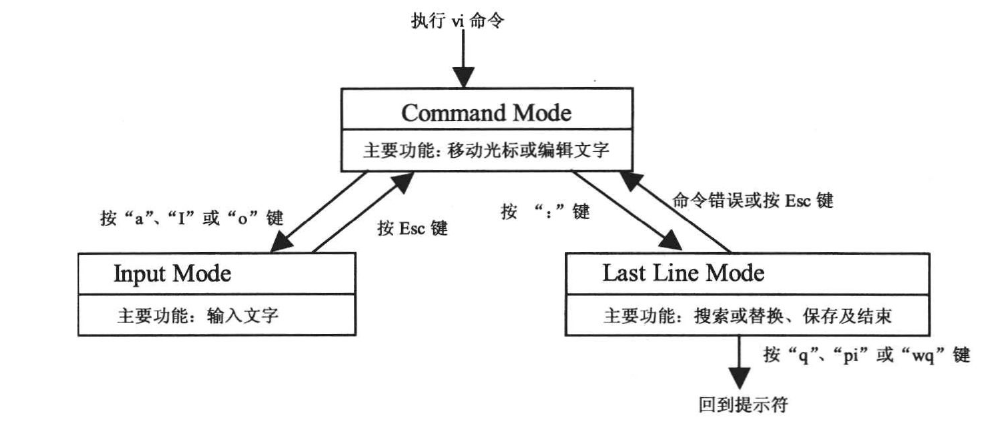 执行 vi 命令
Command Mode
主要功能：移动光标或编辑文字
按“a”、“I”或“o”键
按 Esc 键
按 “：”键
命令错误或按 Esc 键
Input Mode
主要功能：输入文字
Last Line Mode
主要功能：搜索或替换、保存及结束
按“q”、“pi”或“wq”键
回到提示符